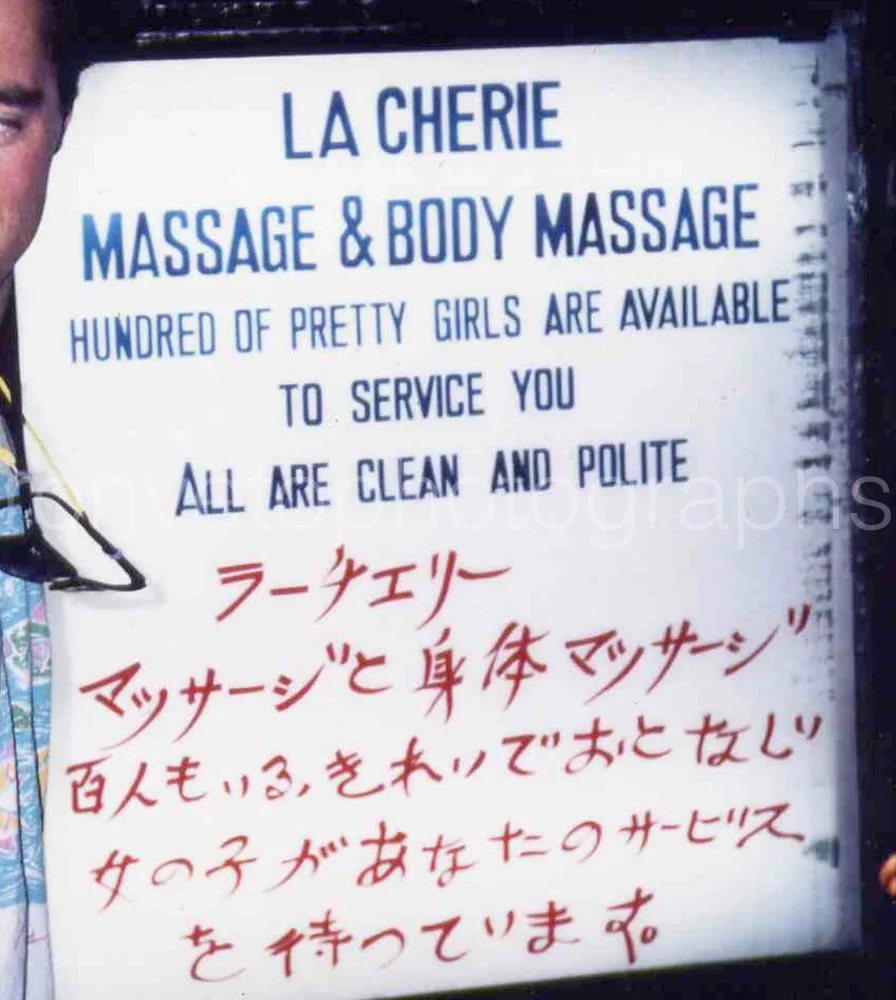 LA CHERIE
MASSAGE & BODY MASSAGE
HUNDRED OF PRETTY GIRLS ARE AVAILABLE
TO SERVICE YOU
ALL ARE CLEAN AND POLITE
ラーチエリー
マッサージと身体マッサージ
百人もいる、きれいでおとなしい
女の子があなたのサービス
を待っています。